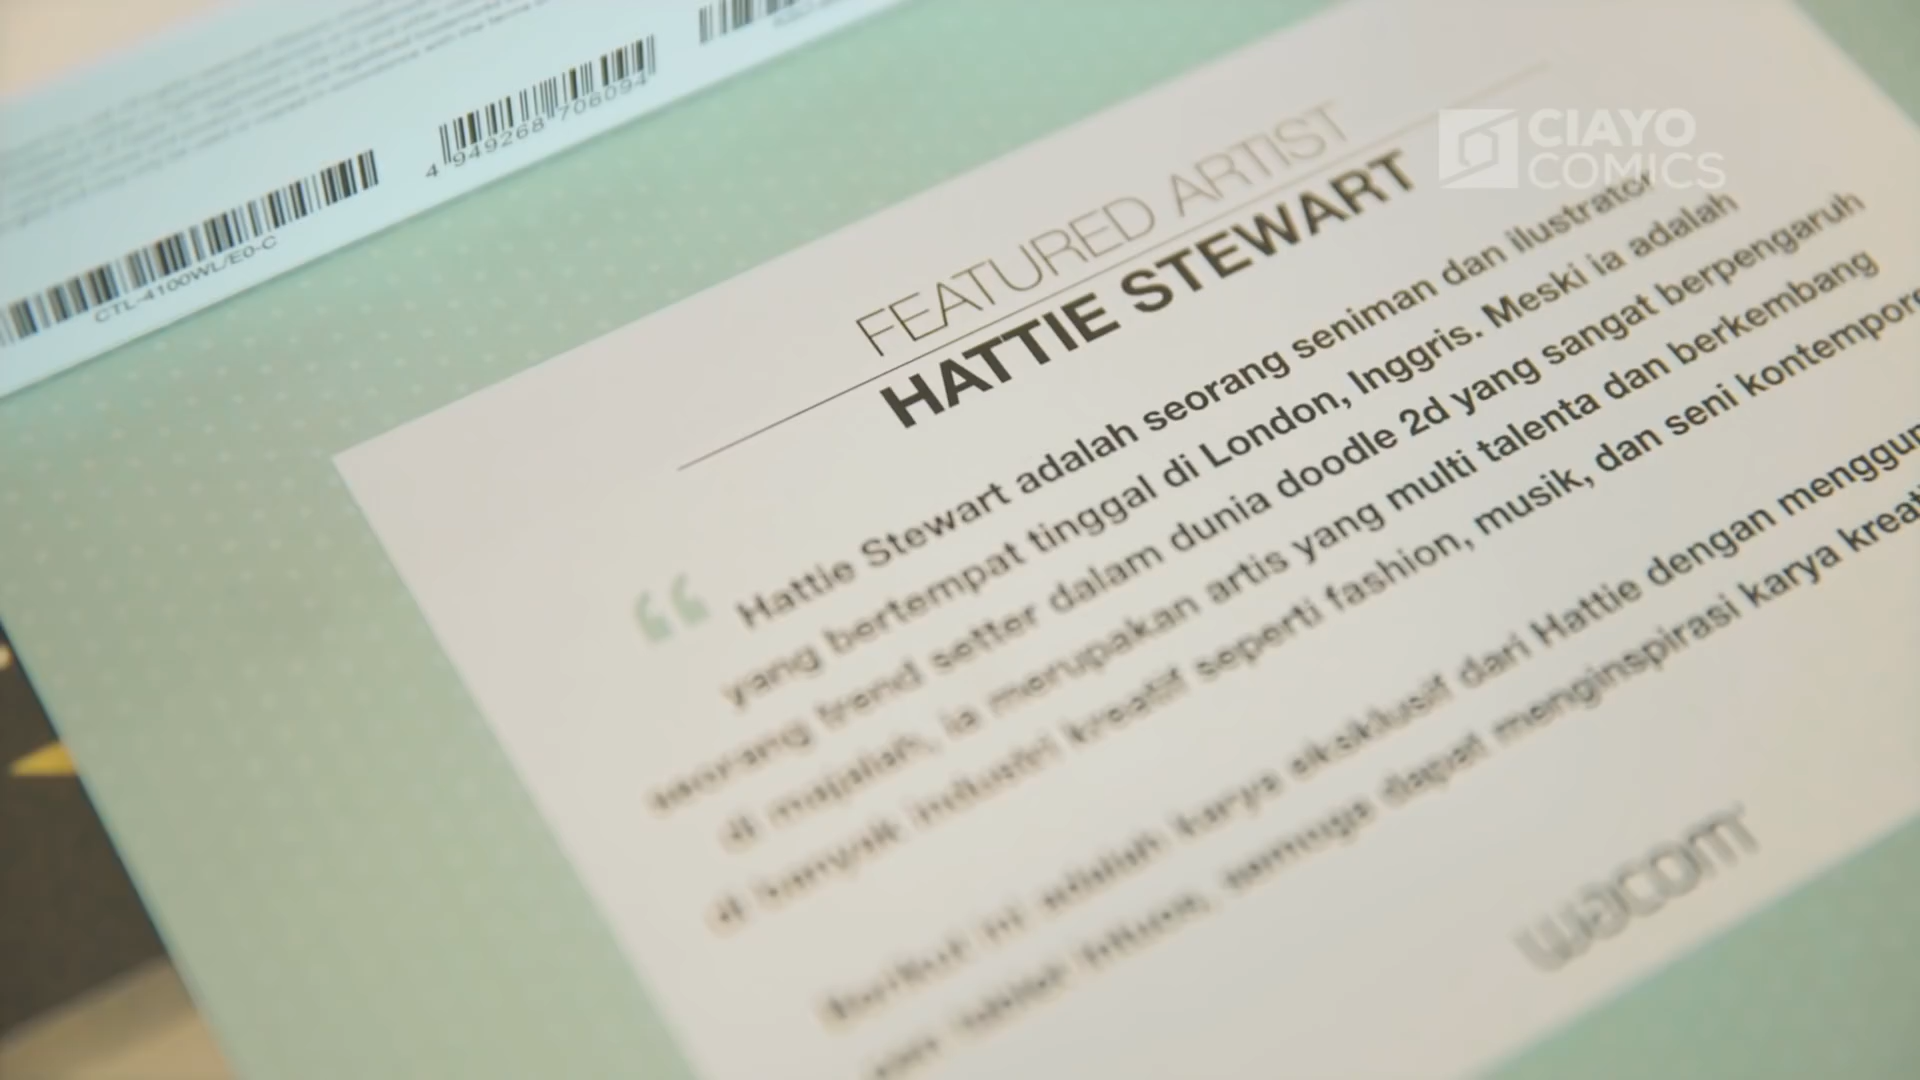 4 949268 706094
CTL-4100WL/E0-C
CIAYO
COMICS
FEATURED ARTIST
HATTIE STEWART
“ Hattie Stewart adalah seorang seniman dan ilustrator
yang bertempat tinggal di London, Inggris. Meski ia adalah
seorang trend setter dalam dunia doodle 2d yang sangat berpengaruh
di majalah, ia merupakan artis yang multi talenta dan berkembang
di banyak industri kreatif seperti fashion, musik, dan seni kontempor
Berikut ini adalah karya eksklusif dari Hattie dengan menggun
semoga dapat menginspirasi karya kreat
wacom